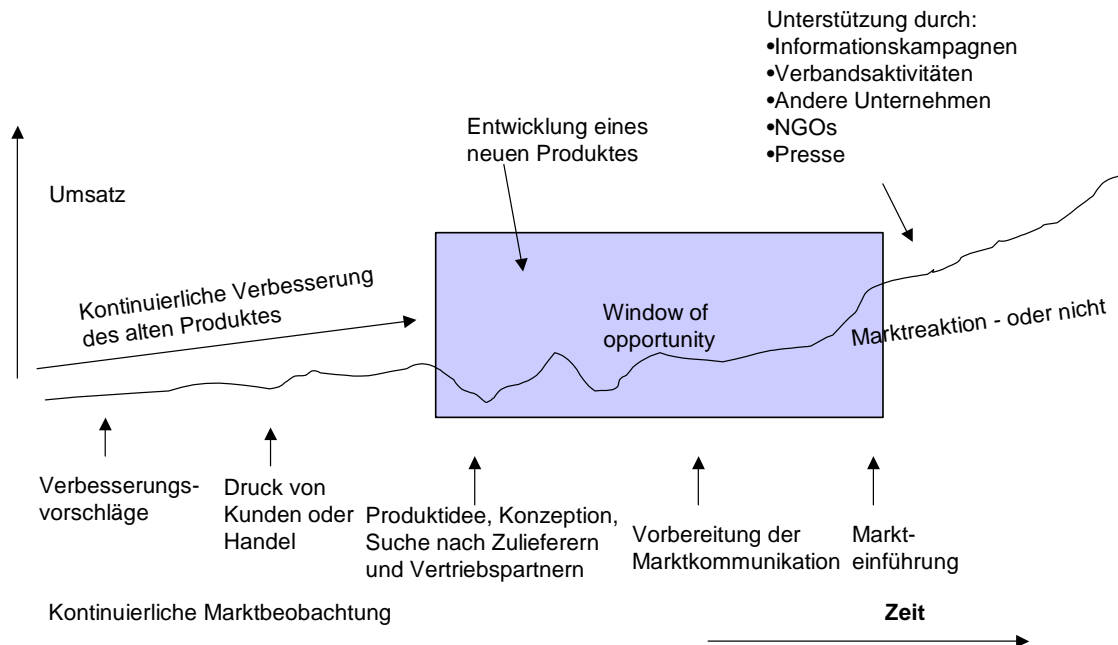 Unterstützung durch:
•Informationskampagnen
•Verbandsaktivitäten
•Andere Unternehmen
•NGOs
•Presse
Entwicklung eines
neuen Produktes
Umsatz
Kontinuierliche Verbesserung
des alten Produktes
Window of
opportunity
Marktreaktion - oder nicht
Verbesserungs-
vorschläge
Druck von
Kunden oder
Handel
Produktidee, Konzeption,
Suche nach Zulieferern
und Vertriebspartnern
Vorbereitung der
Marktkommunikation
Markt-
einführung
Kontinuierliche Marktbeobachtung
Zeit